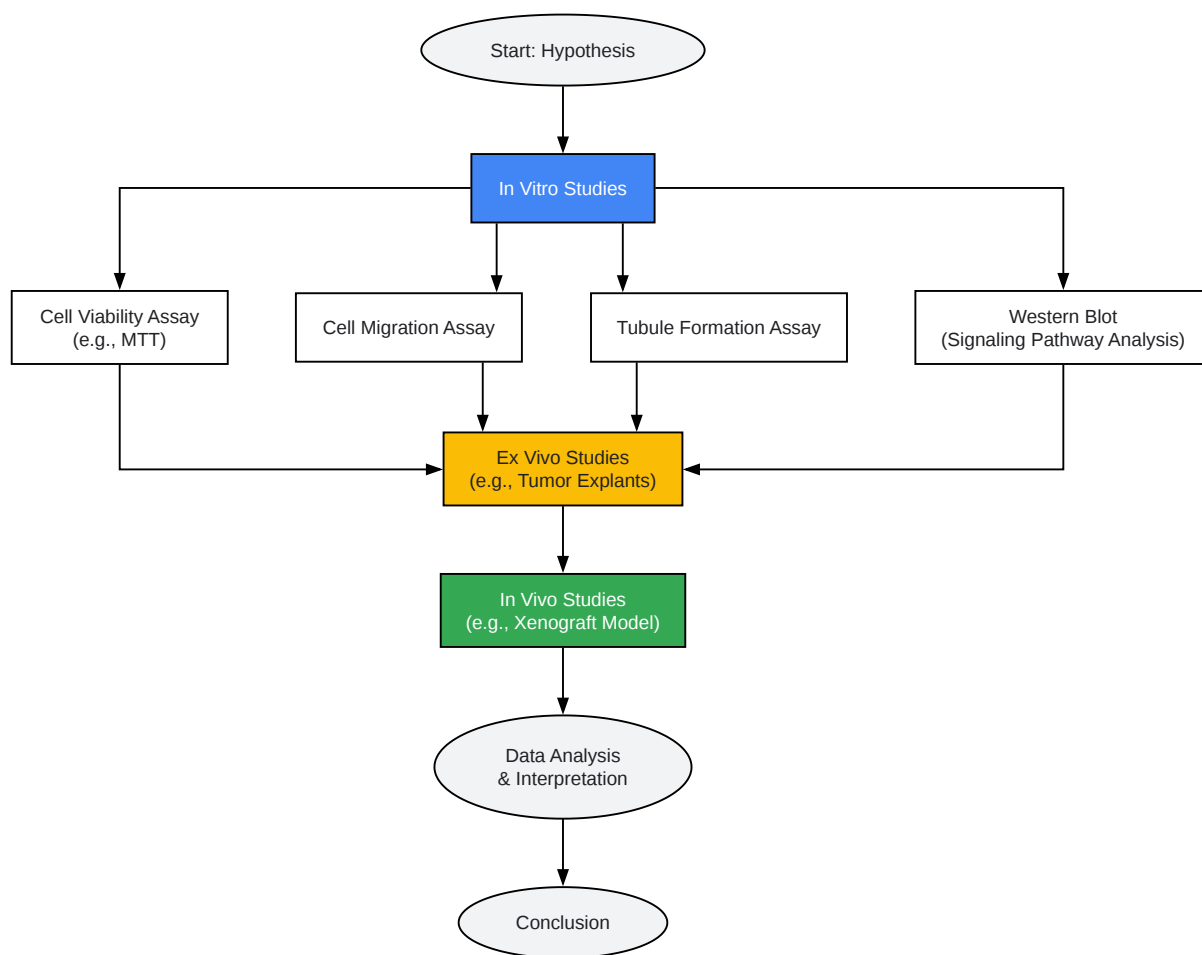 Start: Hypothesis
In Vitro Studies
Cell Viability Assay
(e.g., MTT)
Cell Migration Assay
Tubule Formation Assay
Western Blot
(Signaling Pathway Analysis)
Ex Vivo Studies
(e.g., Tumor Explants)
In Vivo Studies
(e.g., Xenograft Model)
Data Analysis
& Interpretation
Conclusion